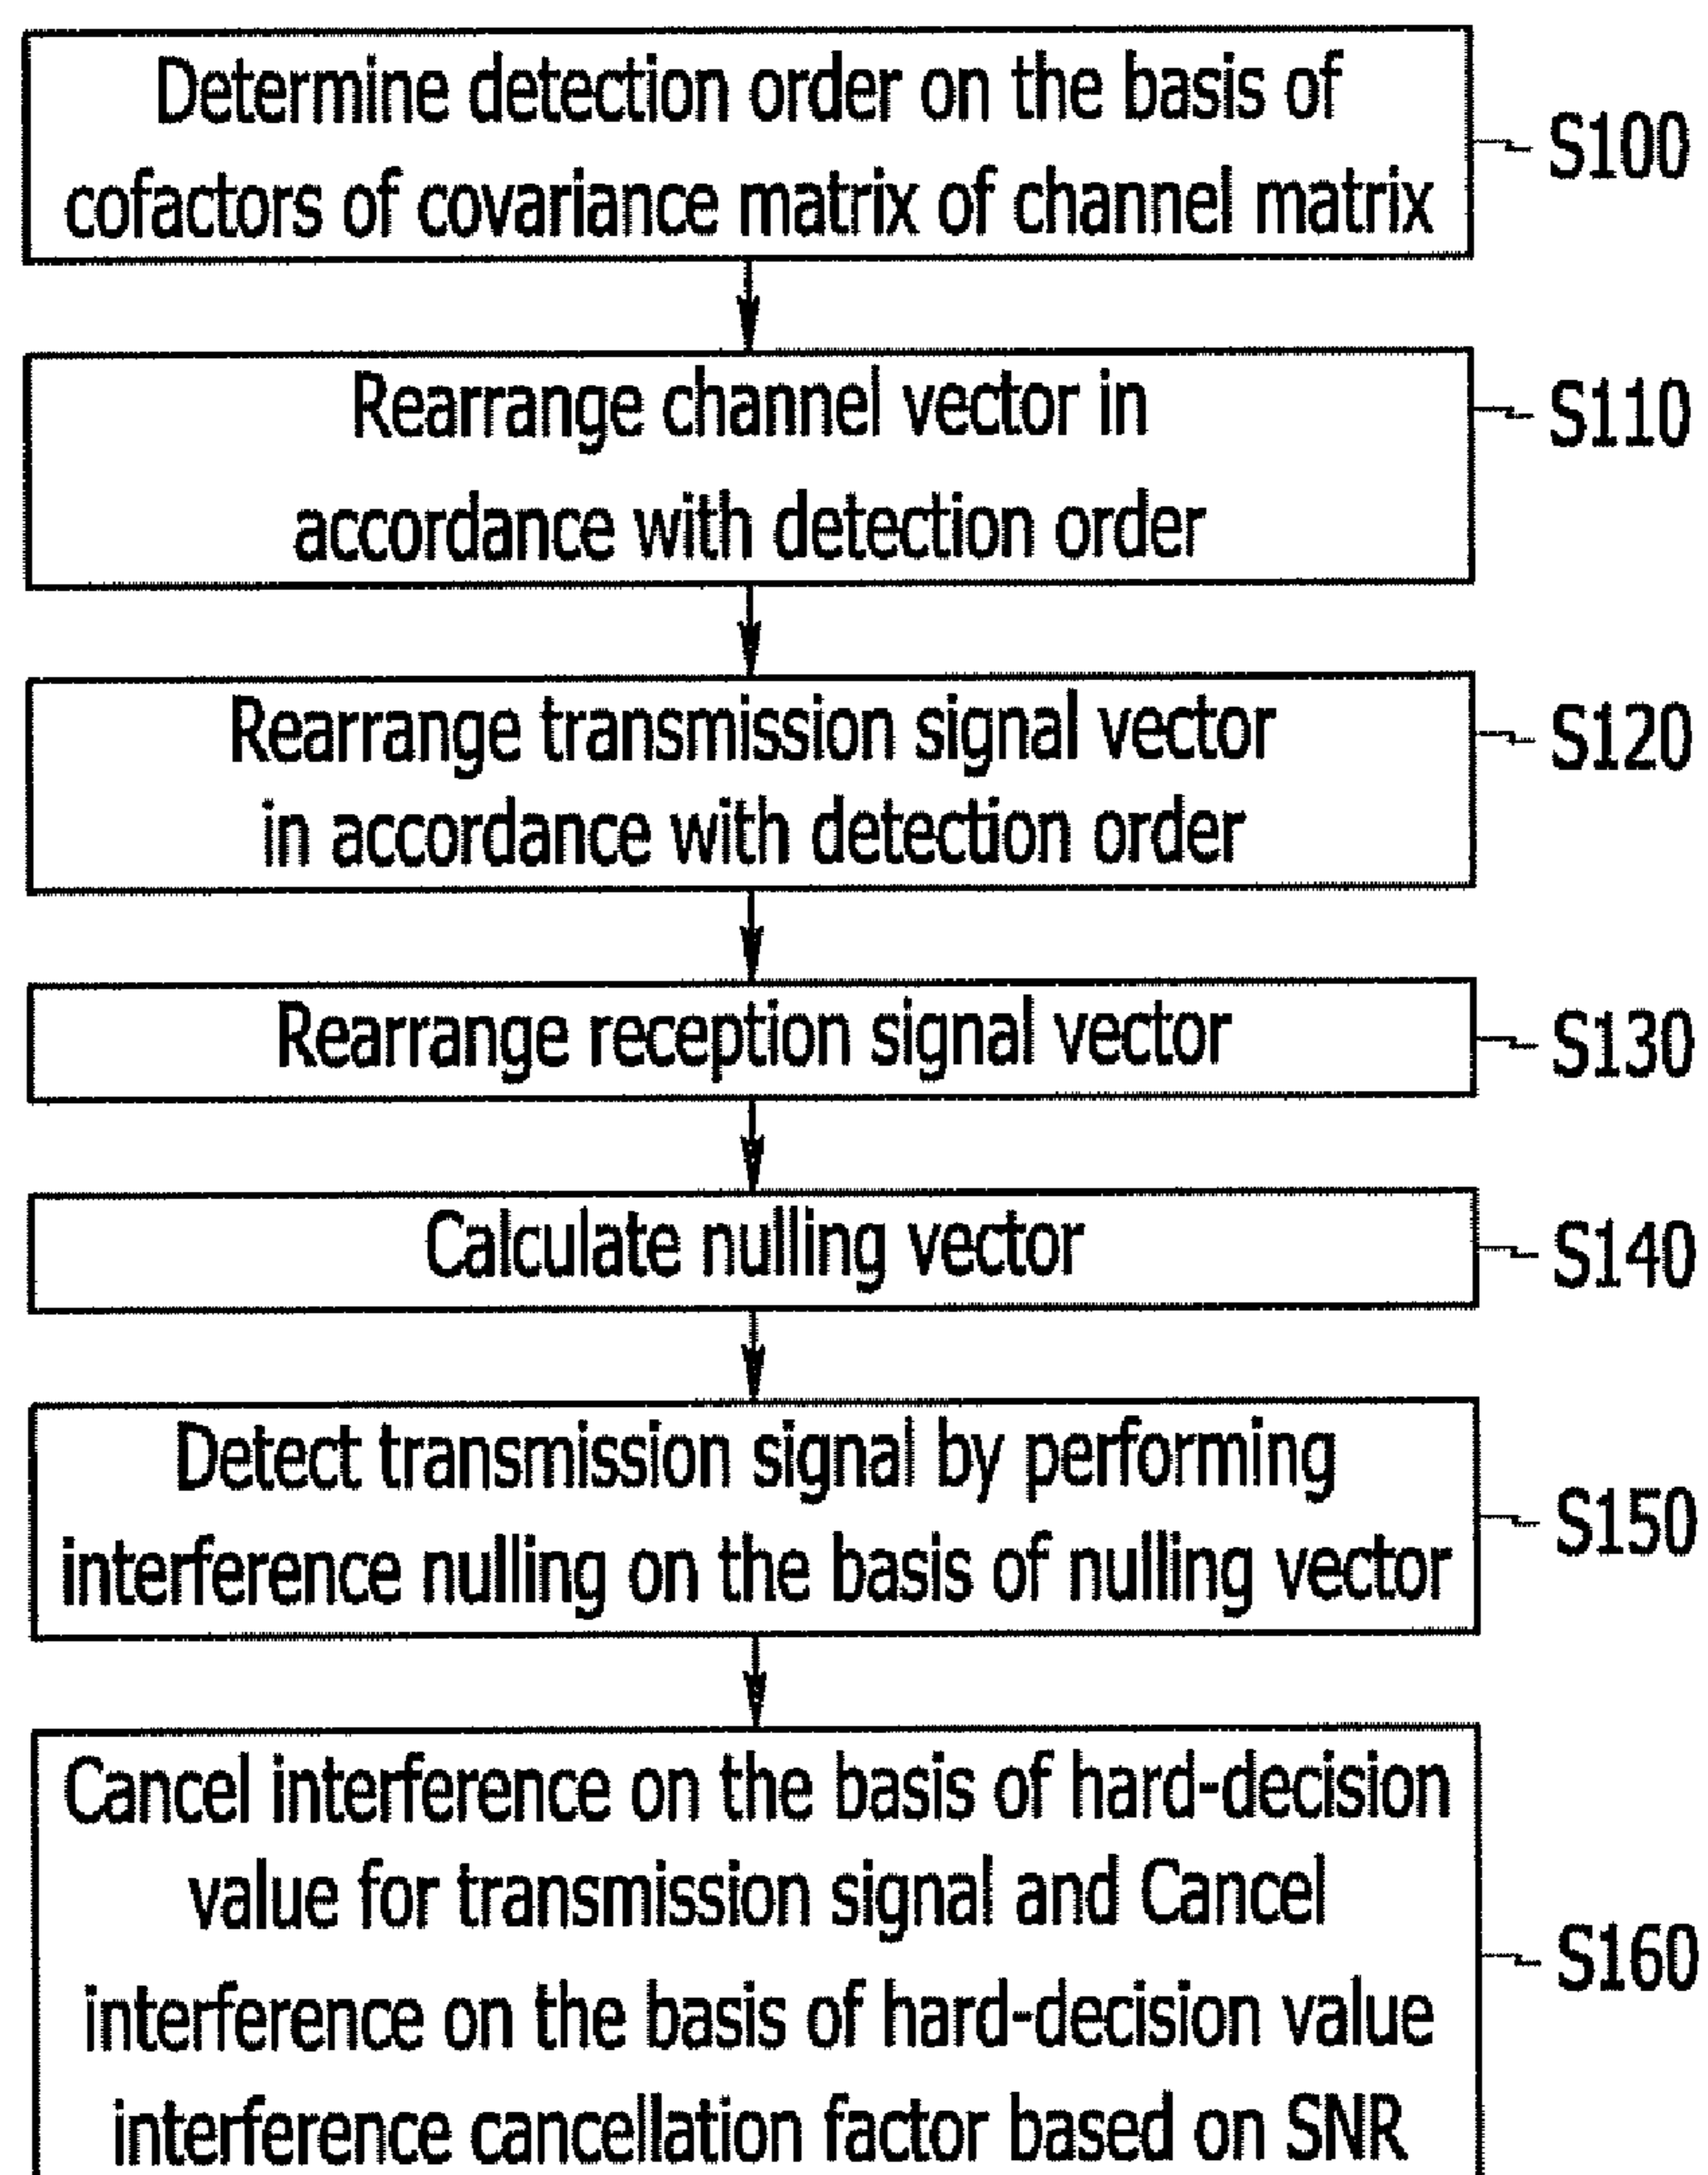 Determine detection order on the basis of
cofactors of covariance matrix of channel matrix
S100
Rearrange channel vector in
accordance with detection order
S110
Rearrange transmission signal vector
in accordance with detection order
S120
Rearrange reception signal vector
S130
Calculate nulling vector
S140
Detect transmission signal by performing
interference nulling on the basis of nulling vector
S150
Cancel interference on the basis of hard-decision
value for transmission signal and Cancel
interference on the basis of hard-decision value
interference cancellation factor based on SNR
S160